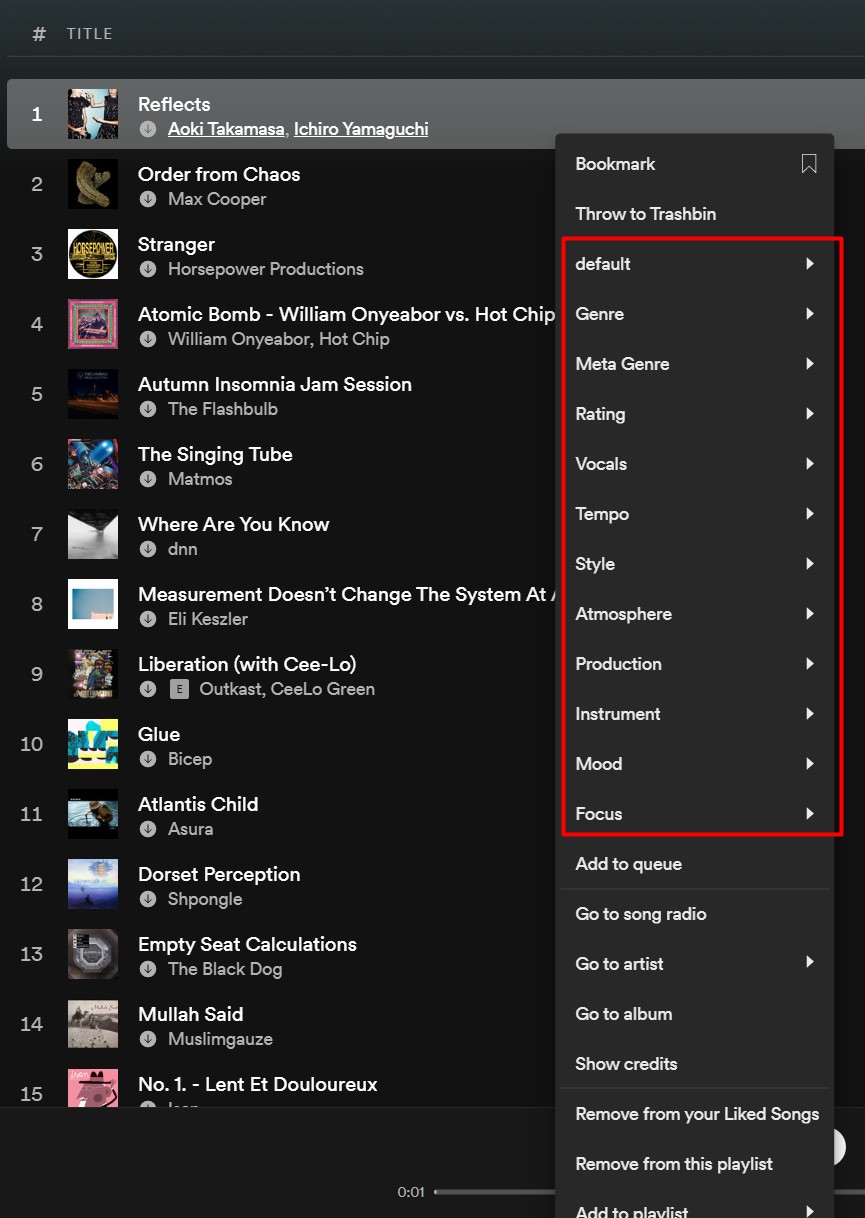 # TITLE
1
Reflects
Aoki Takamasa, Ichiro Yamaguchi
2
Order from Chaos
Max Cooper
3
Stranger
Horsepower Productions
HORSEPOWER
4
Atomic Bomb - William Onyeabor vs. Hot Chip
William Onyeabor, Hot Chip
5
Autumn Insomnia Jam Session
The Flashbulb
6
The Singing Tube
Matmos
7
Where Are You Know
dnn
8
Measurement Doesn’t Change The System At
Eli Keszler
9
Liberation (with Cee-Lo)
E Outkast, CeeLo Green
10
Glue
Bicep
11
Atlantis Child
Asura
12
Dorset Perception
Shpongle
13
Empty Seat Calculations
The Black Dog
14
Mullah Said
Muslimgauze
15
No. 1. - Lent Et Douloureux
0:01
Bookmark
Throw to Trashbin
default
Genre
Meta Genre
Rating
Vocals
Tempo
Style
Atmosphere
Production
Instrument
Mood
Focus
Add to queue
Go to song radio
Go to artist
Go to album
Show credits
Remove from your Liked Songs
Remove from this playlist
Add to playlist